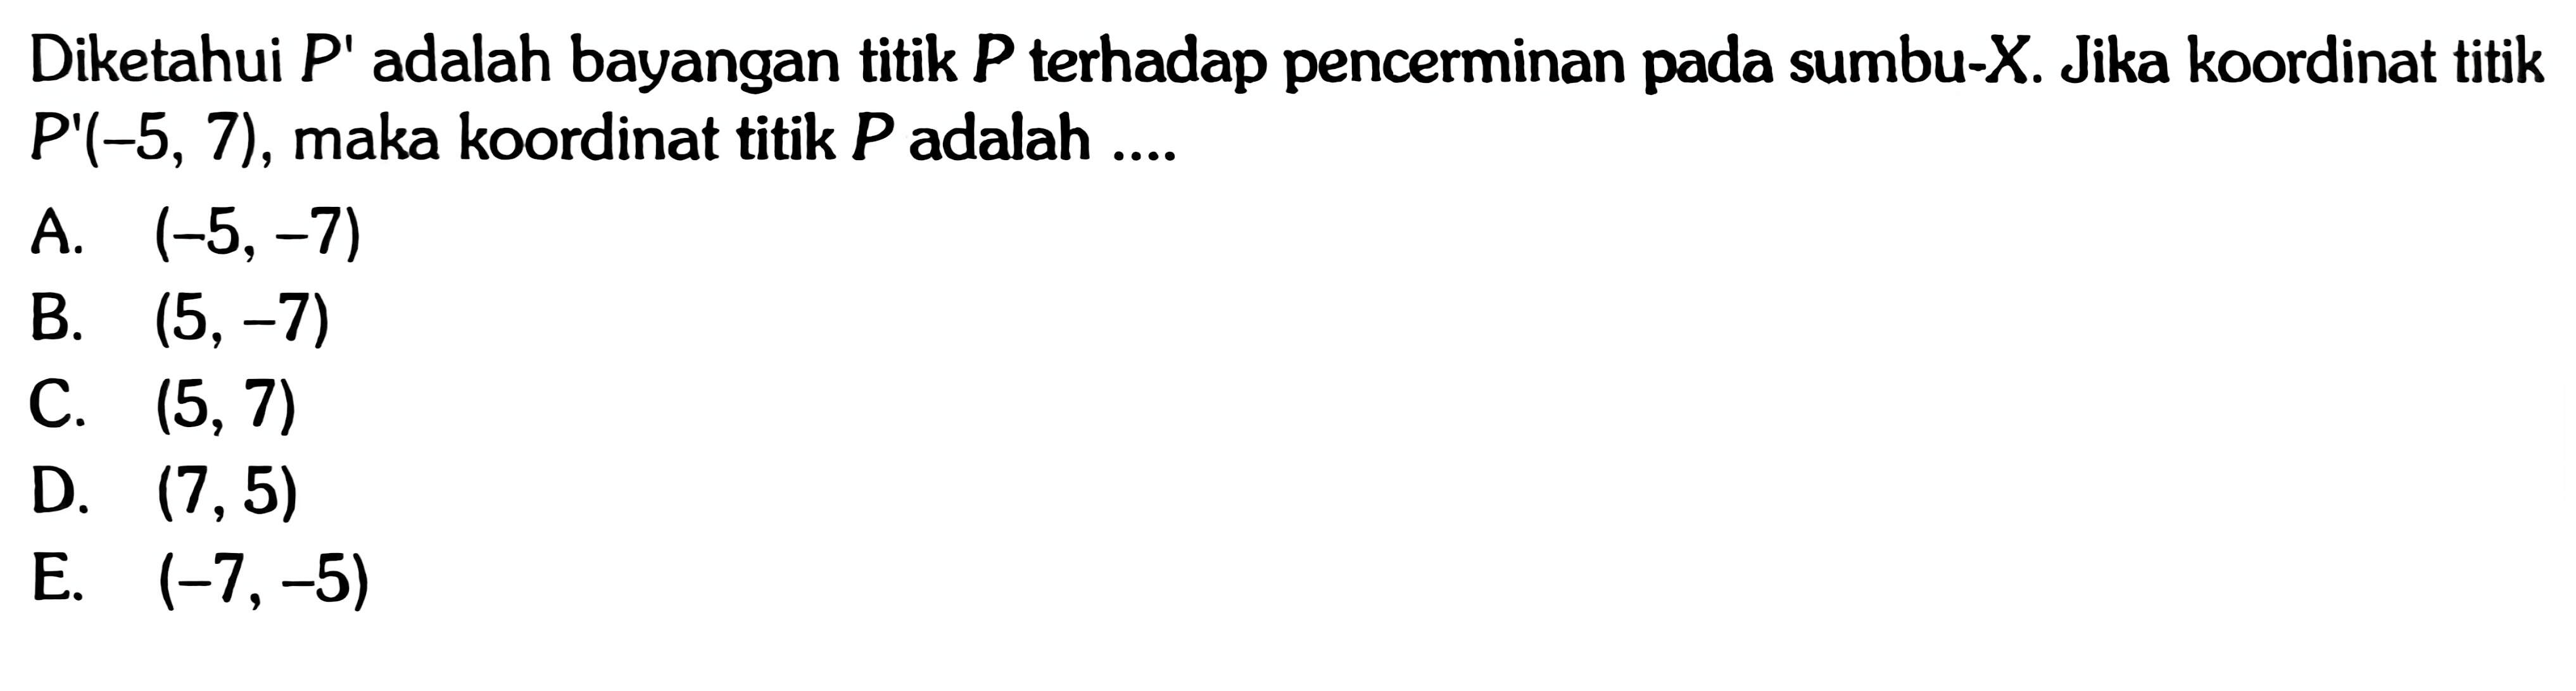 Diketahui P' adalah bayangan titik P terhadap pencerminan pada sumbu-X. Jika koordinat titik
P'(–5, 7), maka koordinat titik P adalah ....
A. (–5, –7)
B. (5, –7)
C. (5, 7)
D. (7, 5)
E. (–7, –5)